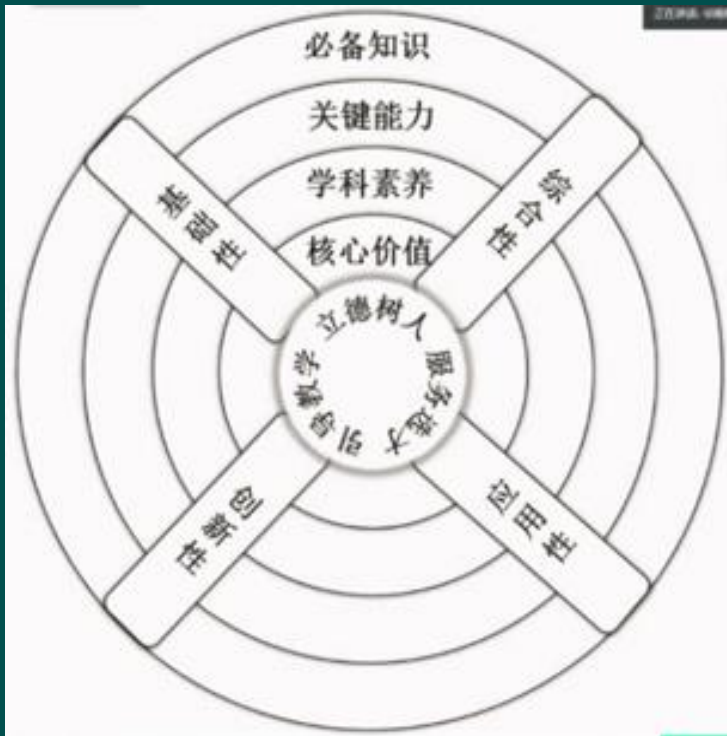 必备知识
关键能力
学科素养
核心价值
基础性
综合性
立德树人
服务选才
引导教学
创新性
应用性